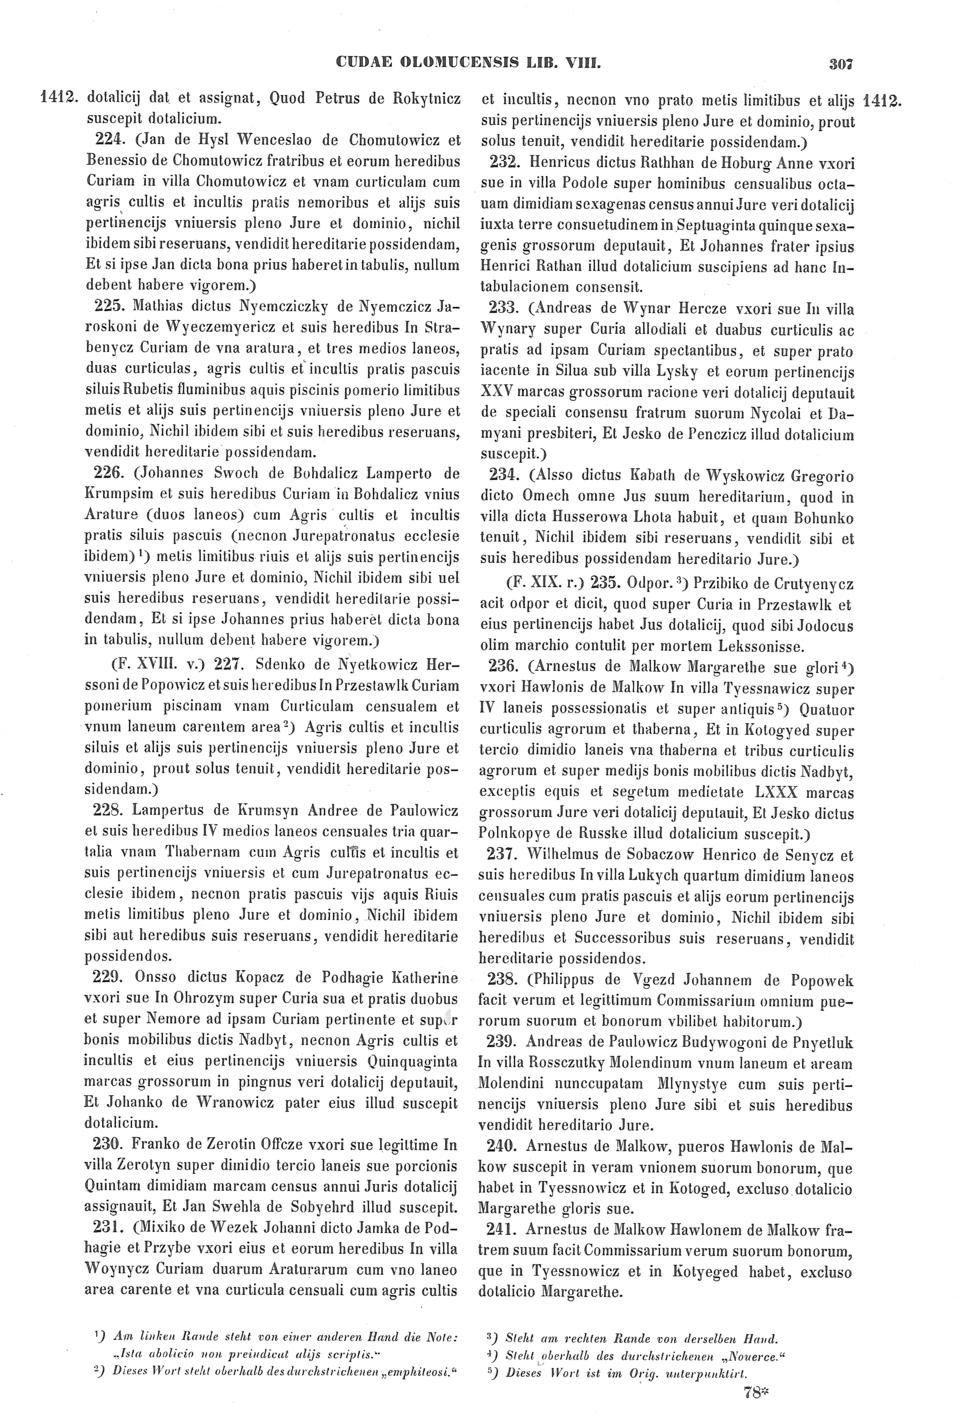 CUDAE OLOMUCENSIS LIB. VIII.
307
1412. dotalicij dat et assignat, Quod Petrus de Rokytnicz
suscepit dotalicium.
224. (Jan de Hysl Wenceslao de Chomutowicz et
Benessio de Chomutowicz fratribus et eorum heredibus
Curiam in villa Chomutowicz et vnam curticulam cum
agris cultis et incultis pratis nemoribus et alijs suis
pertinencijs vniuersis pleno Jure et dominio, nichil
ibidem sibi reseruans, vendidit hereditarie possidendam,
Et si ipse Jan dicta bona prius haberet in tabulis, nullum
debent habere vigorem.)
225. Mathias dictus Nyemcziczky de Nyemczicz Ja-
roskoni de Wyeczemyericz et suis heredibus In Stra-
benycz Curiam de vna aratura, et tres medios laneos,
duas curticulas, agris cultis et incultis pratis pascuis
siluis Rubetis fluminibus aquis piscinis pomerio limitibus
metis et alijs suis pertinencijs vniuersis pleno Jure et
dominio, Nichil ibidem sibi et suis heredibus reseruans,
vendidit hereditarie possidendam.
226. (Johannes Swoch de Bohdalicz Lamperto de
Krumpsim et suis heredibus Curiam in Bohdalicz vnius
Arature (duos laneos) cum Agris cultis et incultis
pratis siluis pascuis (necnon Jurepatronatus ecclesie
ibidem) ¹) metis limitibus riuis et alijs suis pertinencijs
vniuersis pleno Jure et dominio, Nichil ibidem sibi uel
suis heredibus reseruans, vendidit hereditarie possi-
dendam, Et si ipse Johannes prius haberet dicta bona
in tabulis, nullum debent habere vigorem.)
(F. XVIII. v.) 227. Sdenko de Nyetkowicz Her-
ssoni de Popowicz et suis heredibus In Przestawlk Curiam
pomerium piscinam vnam Curticulam censualem et
vnum laneum carentem area ²) Agris cultis et incultis
siluis et alijs suis pertinencijs vniuersis pleno Jure et
dominio, prout solus tenuit, vendidit hereditarie pos-
sidendam.)
228. Lampertus de Krumsyn Andree de Paulowicz
et suis heredibus IV medios laneos censuales tria quar-
talia vnam Thabernam cum Agris cultis et incultis et
suis pertinencijs vniuersis et cum Jurepatronatus ec-
clesie ibidem, necnon pratis pascuis vijs aquis Riuis
metis limitibus pleno Jure et dominio, Nichil ibidem
sibi aut heredibus suis reseruans, vendidit hereditarie
possidendos.
229. Onsso dictus Kopacz de Podhagie Katherine
vxori sue In Ohrozym super Curia sua et pratis duobus
et super Nemore ad ipsam Curiam pertinente et super
bonis mobilibus dictis Nadbyt, necnon Agris cultis et
incultis et eius pertinencijs vniuersis Quinquaginta
marcas grossorum in pingnus veri dotalicij deputauit,
Et Johanko de Wranowicz pater eius illud suscepit
dotalicium.
230. Franko de Zerotin Offcze vxori sue legittime In
villa Zerotyn super dimidio tercio laneis sue porcionis
Quintam dimidiam marcam census annui Juris dotalicij
assignauit, Et Jan Swehla de Sobyehrd illud suscepit.
231. (Mixiko de Wezek Johanni dicto Jamka de Pod-
hagie et Przybe vxori eius et eorum heredibus In villa
Woynycz Curiam duarum Araturarum cum vno laneo
area carente et vna curticula censuali cum agris cultis
et incultis, necnon vno prato metis limitibus et alijs 1412.
suis pertinencijs vniuersis pleno Jure et dominio, prout
solus tenuit, vendidit hereditarie possidendam.)
232. Henricus dictus Rathhan de Hoburg Anne vxori
sue in villa Podole super hominibus censualibus octa-
uam dimidiam sexagenas census annui Jure veri dotalicij
iuxta terre consuetudinem in Septuaginta quinque sexa-
genis grossorum deputauit, Et Johannes frater ipsius
Henrici Rathan illud dotalicium suscipiens ad hanc In-
tabulacionem consensit.
233. (Andreas de Wynar Hercze vxori sue In villa
Wynary super Curia allodiali et duabus curticulis ac
pratis ad ipsam Curiam spectantibus, et super prato
iacente in Silua sub villa Lysky et eorum pertinencijs
XXV marcas grossorum racione veri dotalicij deputauit
de speciali consensu fratrum suorum Nycolai et Da-
myani presbiteri, Et Jesko de Penczicz illud dotalicium
suscepit.)
234. (Alsso dictus Kabath de Wyskowicz Gregorio
dicto Omech omne Jus suum hereditarium, quod in
villa dicta Husserowa Lhota habuit, et quam Bohunko
tenuit, Nichil ibidem sibi reseruans, vendidit sibi et
suis heredibus possidendam hereditario Jure.)
(F. XIX. r.) 235. Odpor. ³) Przibiko de Crutyenycz
acit odpor et dicit, quod super Curia in Przestawlk et
eius pertinencijs habet Jus dotalicij, quod sibi Jodocus
olim marchio contulit per mortem Lekssonisse.
236. (Arnestus de Malkow Margarethe sue glori ⁴)
vxori Hawlonis de Malkow In villa Tyessnawicz super
IV laneis possessionatis et super antiquis ⁵) Quatuor
curticulis agrorum et thaberna, Et in Kotogyed super
tercio dimidio laneis vna thaberna et tribus curticulis
agrorum et super medijs bonis mobilibus dictis Nadbyt,
exceptis equis et segetum medietate LXXX marcas
grossorum Jure veri dotalicij deputauit, Et Jesko dictus
Polnkopye de Russke illud dotalicium suscepit.)
237. Wilhelmus de Sobaczow Henrico de Senycz et
suis heredibus In villa Lukych quartum dimidium laneos
censuales cum pratis pascuis et alijs eorum pertinencijs
vniuersis pleno Jure et dominio, Nichil ibidem sibi
heredibus et Successoribus suis reseruans, vendidit
hereditarie possidendos.
238. (Philippus de Vgezd Johannem de Popowek
facit verum et legittimum Commissarium omnium pue-
rorum suorum et bonorum vbilibet habitorum.)
239. Andreas de Paulowicz Budywogoni de Pnyetluk
In villa Rossczutky Molendinum vnum laneum et aream
Molendini nunccupatam Mlynystye cum suis perti-
nencijs vniuersis pleno Jure sibi et suis heredibus
vendidit hereditario Jure.
240. Arnestus de Malkow, pueros Hawlonis de Mal-
kow suscepit in veram vnionem suorum bonorum, que
habet in Tyessnowicz et in Kotoged, excluso dotalicio
Margarethe gloris sue.
241. Arnestus de Malkow Hawlonem de Malkow fra-
trem suum facit Commissarium verum suorum bonorum,
que in Tyessnowicz et in Kotyeged habet, excluso
dotalicio Margarethe.
¹) Am linken Rande steht von einer anderen Hand die Note:
„Ista abolicio non preiudicat alijs scriptis.“
²) Dieses Wort steht oberhalb des durchstrichenen „emphiteosi.“
³) Steht am rechten Rande von derselben Hand.
⁴) Steht oberhalb des durchstrichenen „Nouerce.“
⁵) Dieses Wort ist im Orig. unterpunktirt.
78*